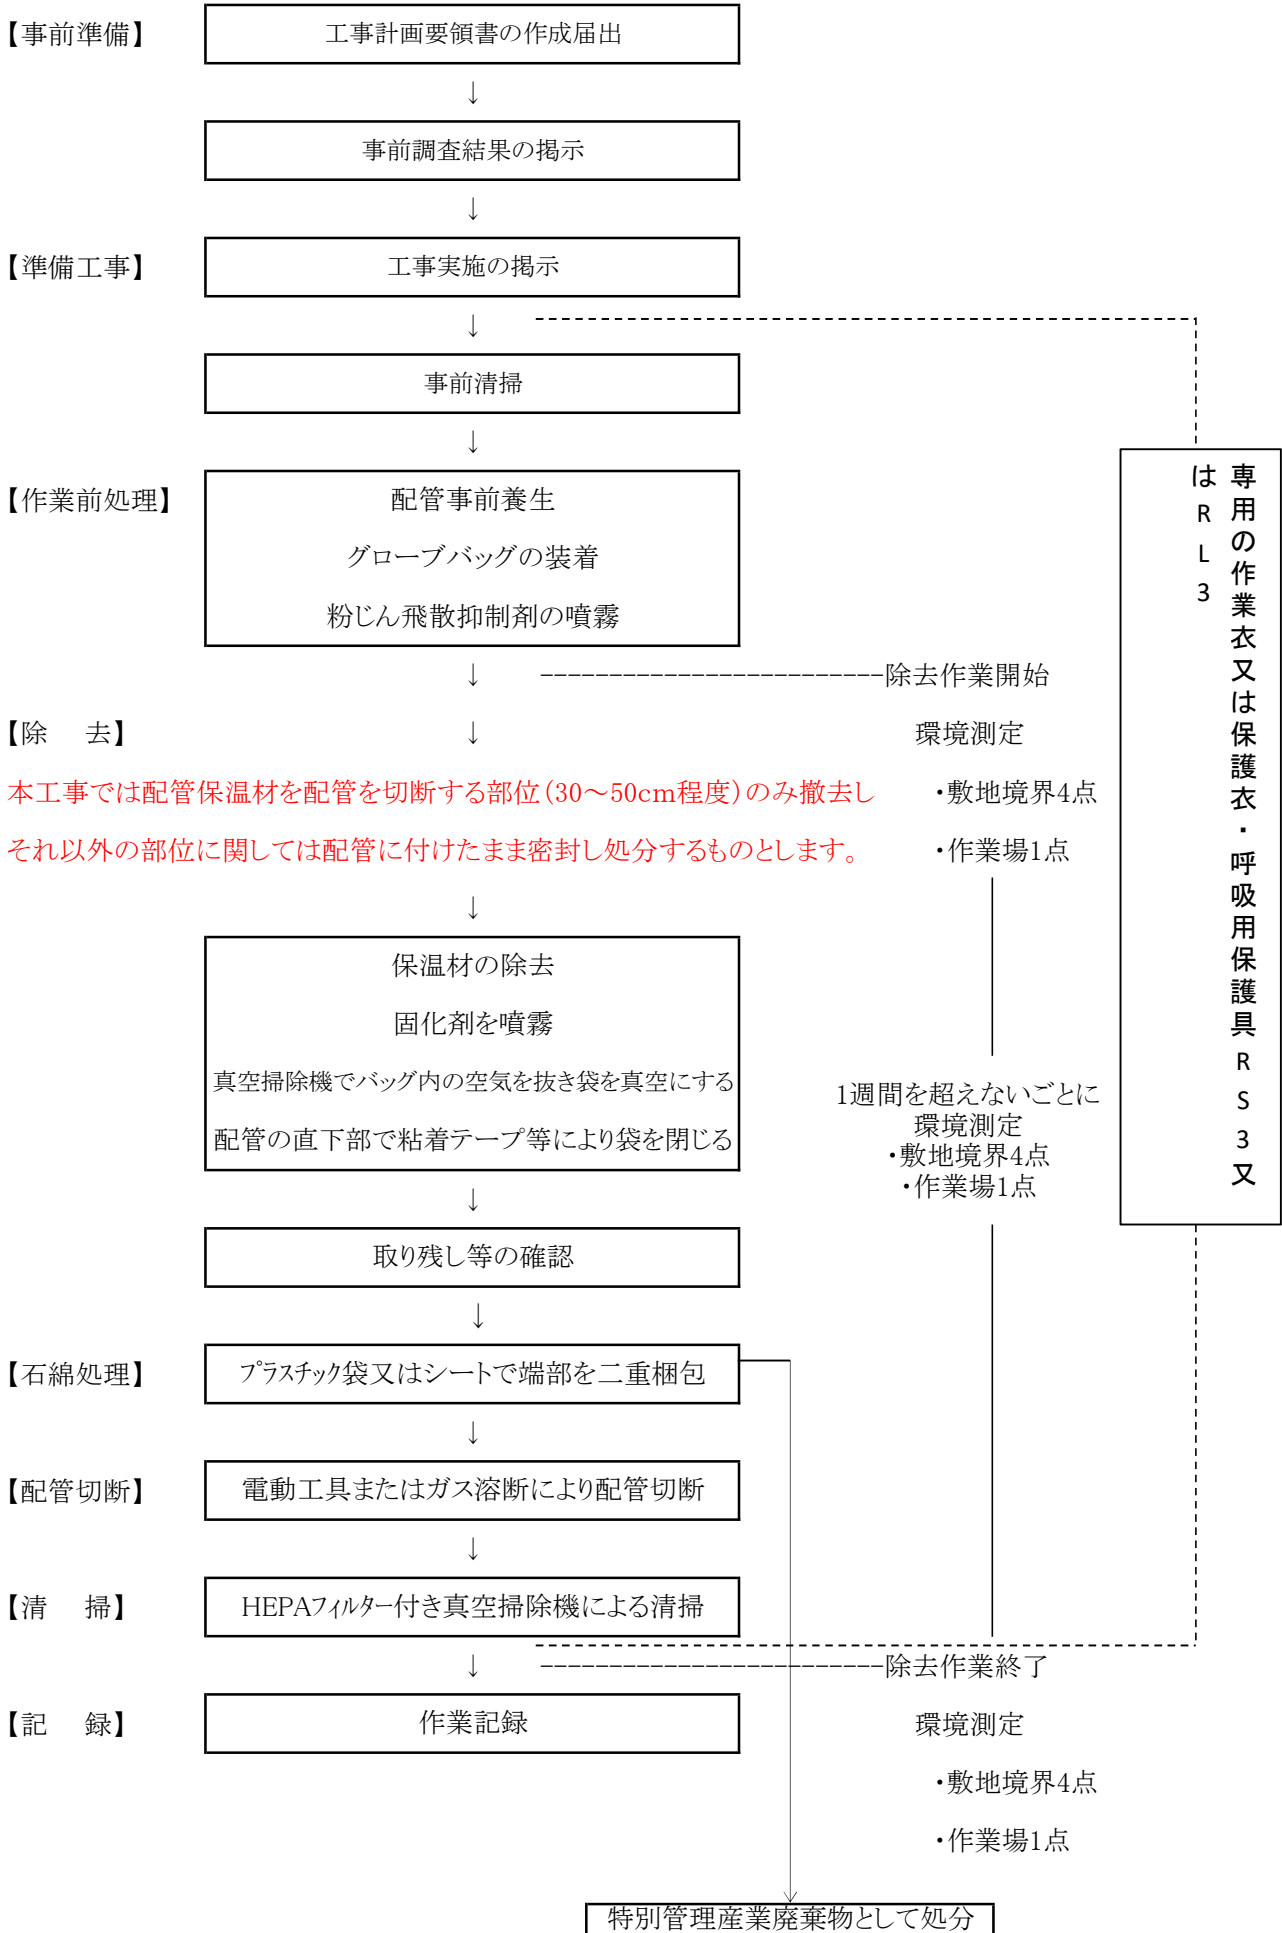 【事前準備】
工事計画要領書の作成届出
↓
事前調査結果の掲示
↓
【準備工事】
工事実施の掲示
↓
事前清掃
↓
【作業前処理】
配管事前養生
グローブバッグの装着
粉じん飛散抑制剤の噴霧
↓
除去作業開始
【除　去】
↓
環境測定
本工事では配管保温材を配管を切断する部位(30～50cm程度)のみ撤去し
・敷地境界4点
それ以外の部位に関しては配管に付けたまま密封し処分するものとします。
・作業場1点
↓
保温材の除去
固化剤を噴霧
真空掃除機でバッグ内の空気を抜き袋を真空にする
配管の直下部で粘着テープ等により袋を閉じる
1週間を超えないごとに
環境測定
・敷地境界4点
・作業場1点
専用の作業衣又は保護衣・呼吸用保護具RS3又
はRL3
↓
取り残し等の確認
↓
【石綿処理】
プラスチック袋又はシートで端部を二重梱包
↓
【配管切断】
電動工具またはガス溶断により配管切断
↓
【清　掃】
HEPAフィルター付き真空掃除機による清掃
↓
除去作業終了
【記　録】
作業記録
環境測定
・敷地境界4点
・作業場1点
特別管理産業廃棄物として処分